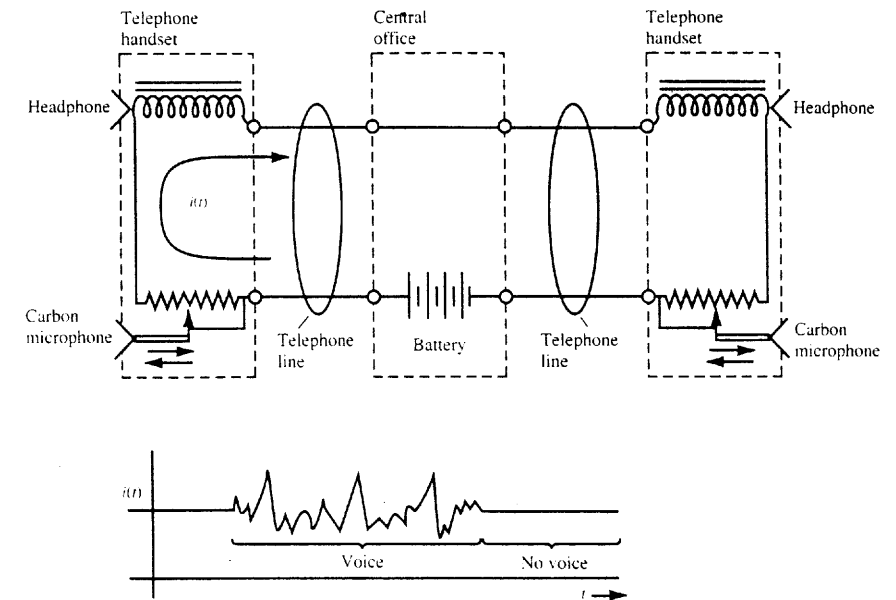 Telephone
handset
Central
office
Telephone
handset
Headphone
Headphone
i(t)
Carbon
microphone
Telephone
line
Battery
Telephone
line
Carbon
microphone
i(t)
Voice
No voice
t